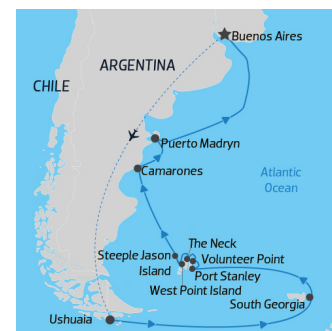 Buenos Aires
ARGENTINA
CHILE
Puerto Madryn
Camarones
Atlantic
Ocean
The Neck
Steeple Jason
Island
Volunteer Point
Port Stanley
West Point Island
South Georgia
Ushuaia